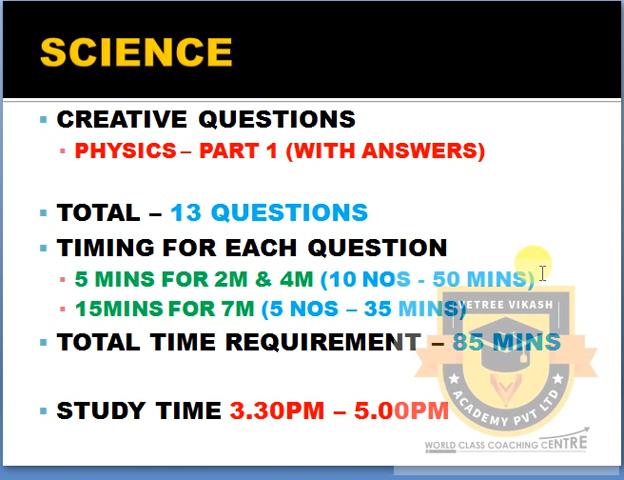 SCIENCE
CREATIVE QUESTIONS
PHYSICS – PART 1 (WITH ANSWERS)
TOTAL – 13 QUESTIONS
TIMING FOR EACH QUESTION
5 MINS FOR 2M & 4M (10 NOS - 50 MINS)
15MINS FOR 7M (5 NOS – 35 MINS)
TOTAL TIME REQUIREMENT – 85 MINS
STUDY TIME 3.30PM – 5.00PM
VETREE VIKASH
ACADEMY PVT LTD
WORLD CLASS COACHING CENTRE